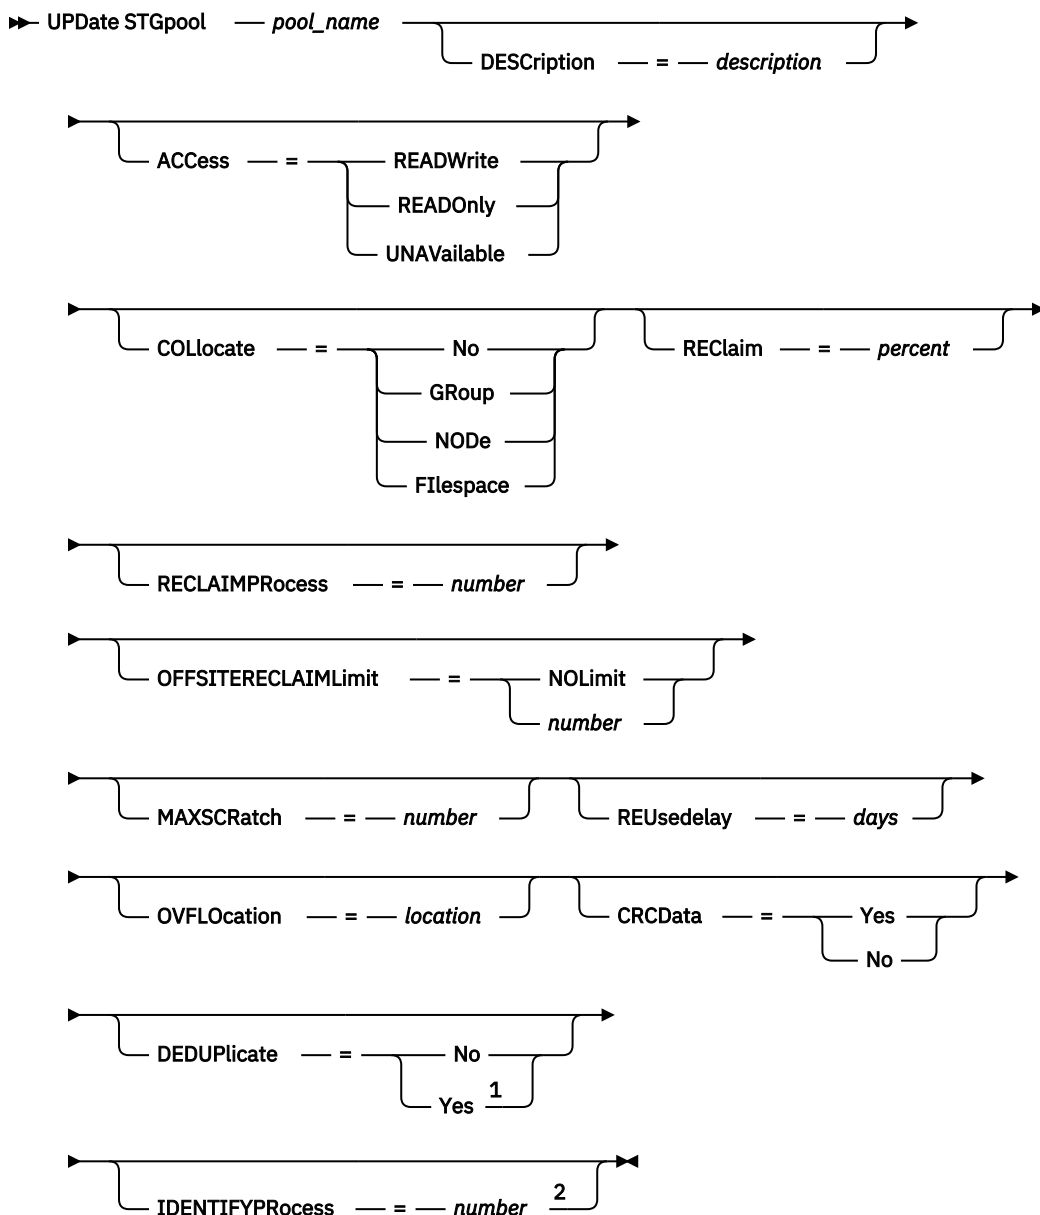 UPDate STGpool pool_name
DESCription = description
ACCess = READWrite
READOnly
UNAVailable
COLlocate = No
GRoup
NODe
FIlespace
REClaim = percent
RECLAIMPRocess = number
OFFSITERECLAIMLimit = NOLimit
number
MAXSCRatch = number REUsedelay = days
OVFLOcation = location CRCData = Yes
No
DEDUPlicate = No
Yes 1
IDENTIFYPRocess = number 2